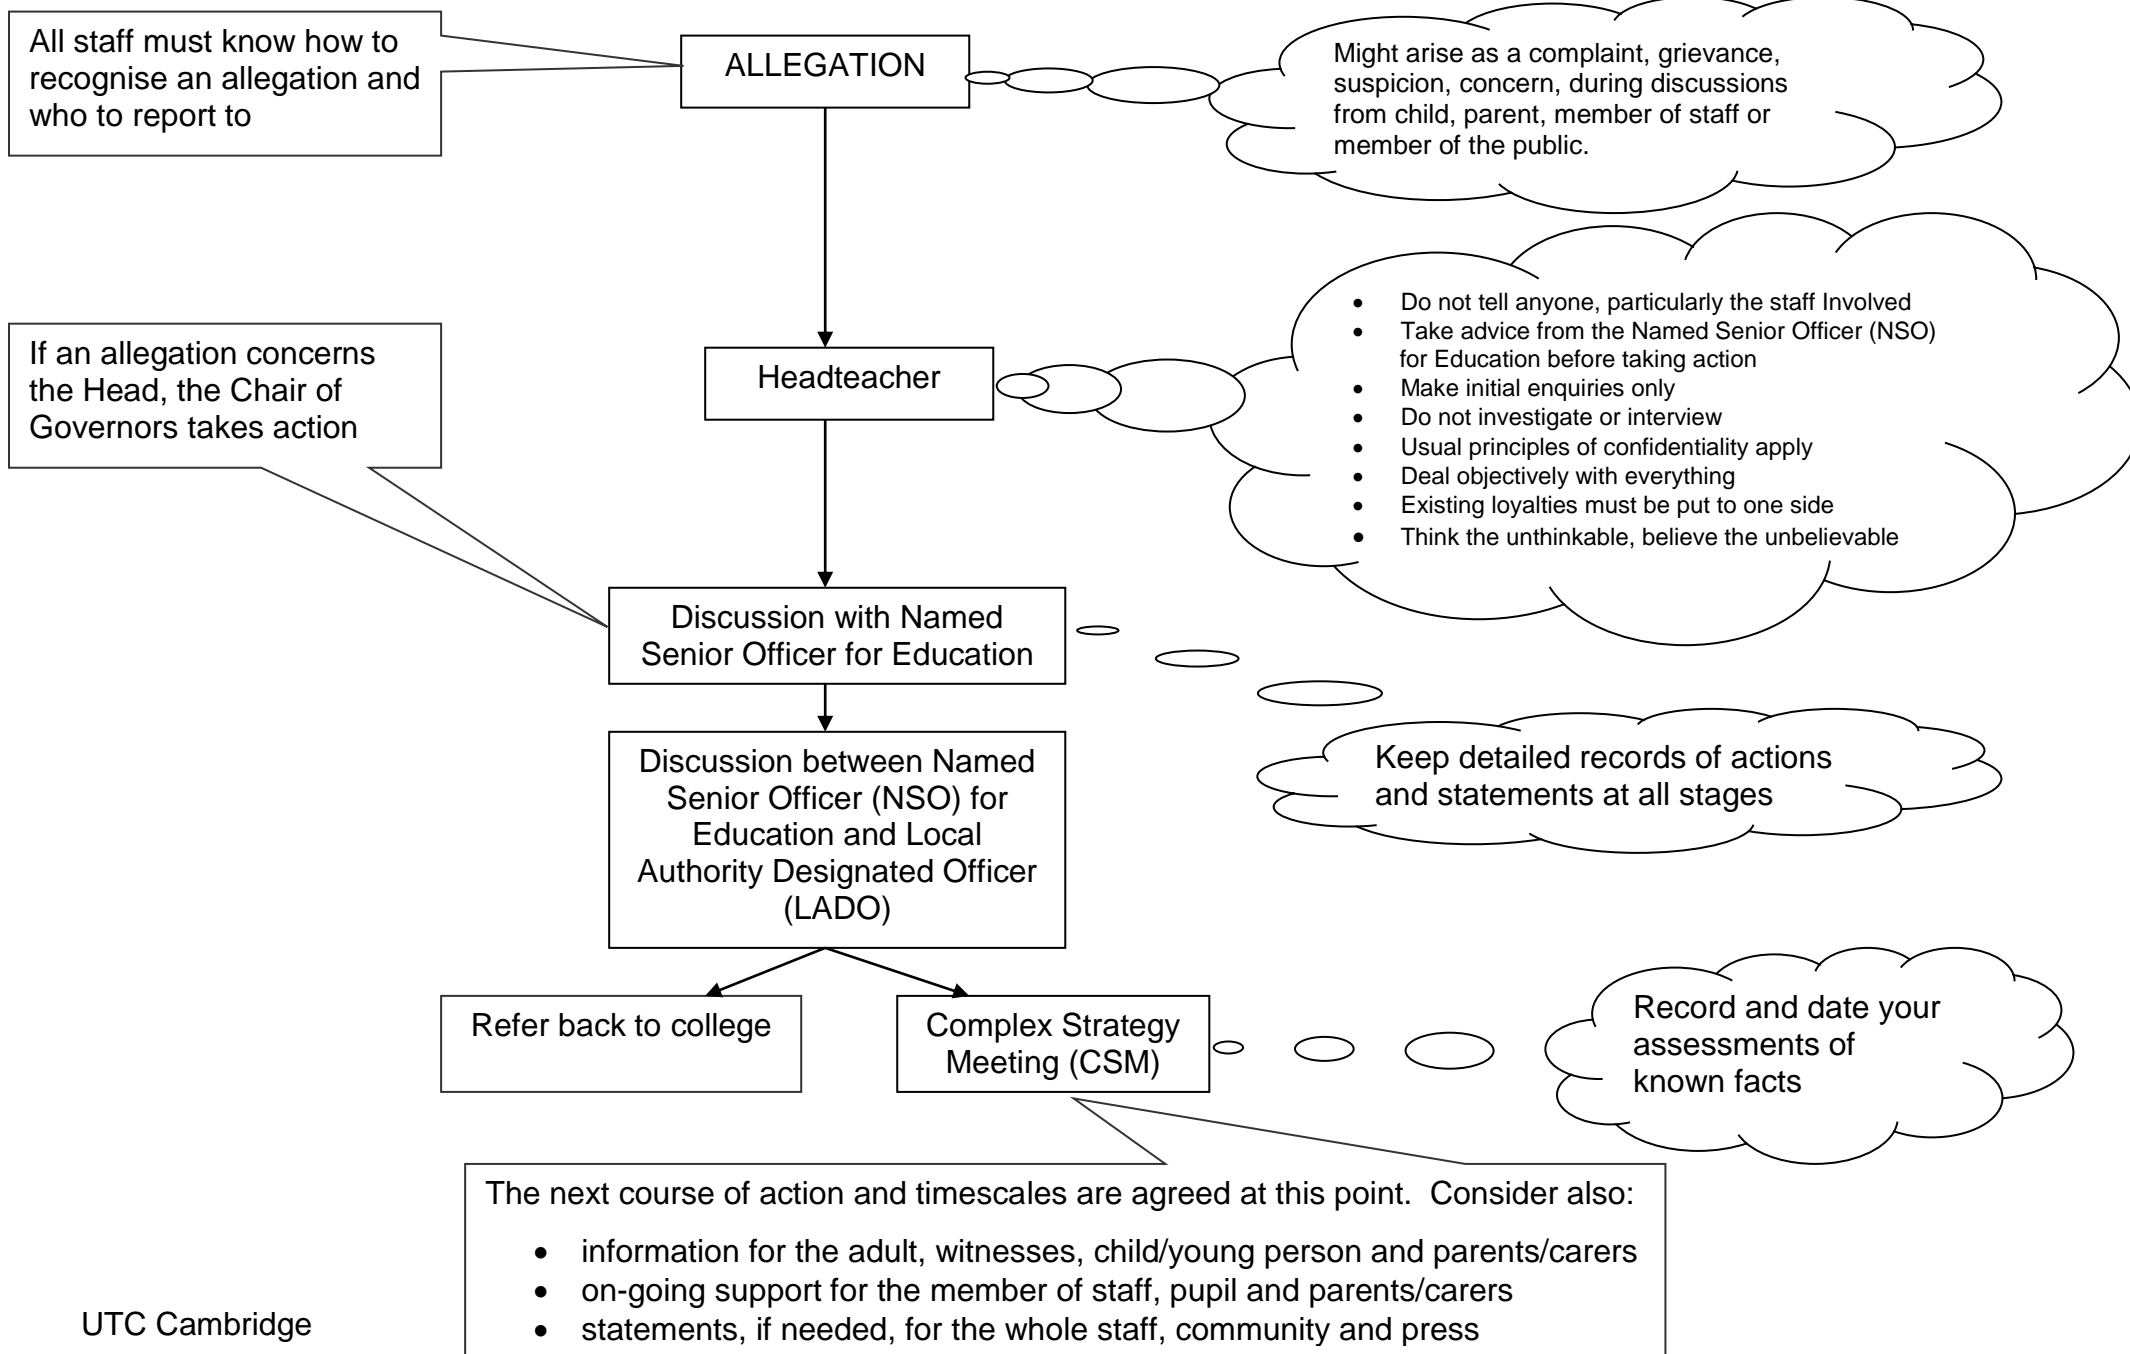 All staff must know how to
recognise an allegation and
who to report to
ALLEGATION
Might arise as a complaint, grievance,
suspicion, concern, during discussions
from child, parent, member of staff or
member of the public.
If an allegation concerns
the Head, the Chair of
Governors takes action
Headteacher
• Do not tell anyone, particularly the staff Involved
• Take advice from the Named Senior Officer (NSO)
for Education before taking action
• Make initial enquiries only
• Do not investigate or interview
• Usual principles of confidentiality apply
• Deal objectively with everything
• Existing loyalties must be put to one side
• Think the unthinkable, believe the unbelievable
Discussion with Named
Senior Officer for Education
Keep detailed records of actions
and statements at all stages
Discussion between Named
Senior Officer (NSO) for
Education and Local
Authority Designated Officer
(LADO)
Refer back to college
Complex Strategy
Meeting (CSM)
Record and date your
assessments of
known facts
The next course of action and timescales are agreed at this point.  Consider also:
• information for the adult, witnesses, child/young person and parents/carers
• on-going support for the member of staff, pupil and parents/carers
• statements, if needed, for the whole staff, community and press
UTC Cambridge